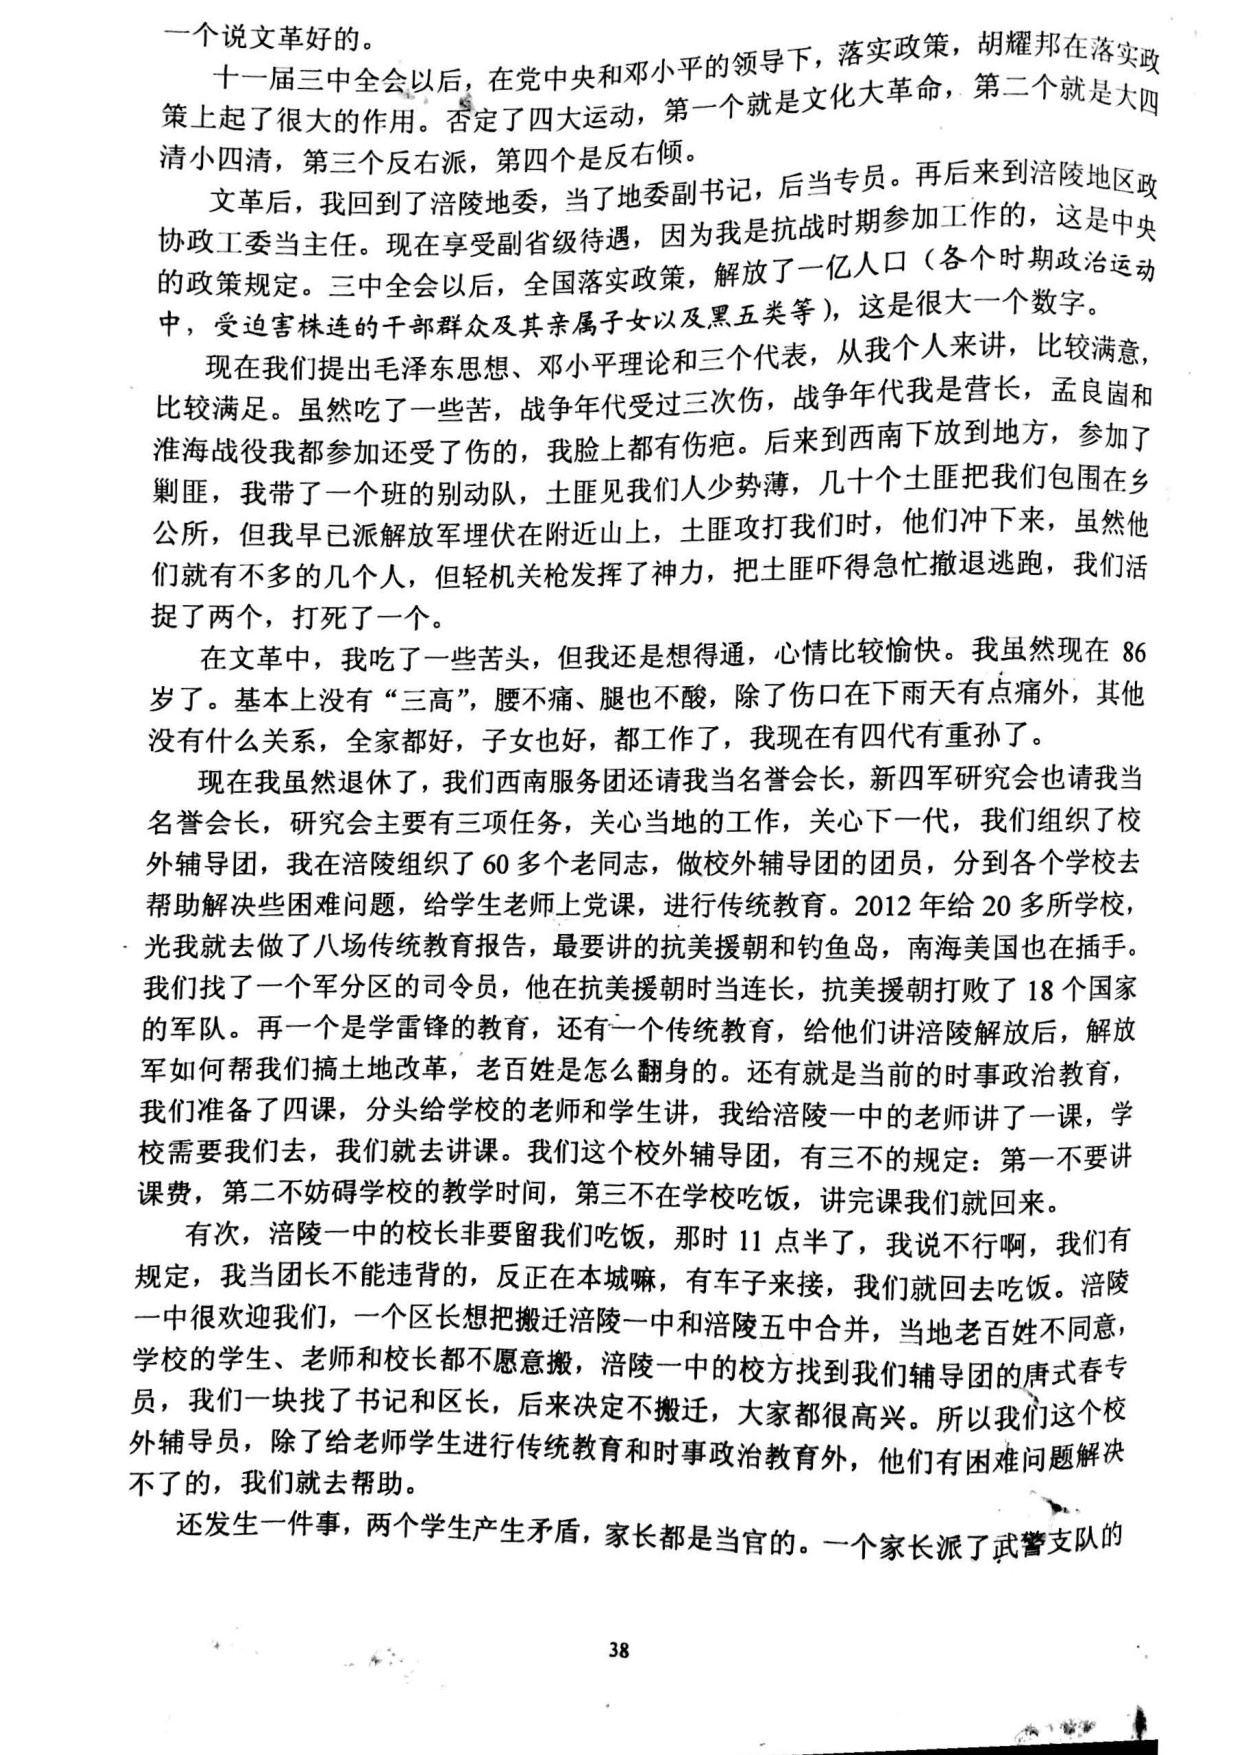 一个说文革好的。
十一届三中全会以后，在党中央和邓小平的领导下，落实政策，胡耀邦在落实政
策上起了很大的作用。否定了四大运动，第一个就是文化大革命，第二个就是大四
清小四清，第三个反右派，第四个是反右倾。
文革后，我回到了涪陵地委，当了地委副书记，后当专员。再后来到涪陵地区政
协政工委当主任。现在享受副省级待遇，因为我是抗战时期参加工作的，这是中央
的政策规定。三中全会以后，全国落实政策，解放了一亿人口（各个时期政治运动
中，受迫害株连的干部群众及其亲属子女以及黑五类等），这是很大一个数字。
现在我们提出毛泽东思想、邓小平理论和三个代表，从我个人来讲，比较满意，
比较满足。虽然吃了一些苦，战争年代受过三次伤，战争年代我是营长，孟良崮和
淮海战役我都参加还受了伤的，我脸上都有伤疤。后来到西南下放到地方，参加了
剿匪，我带了一个班的别动队，土匪见我们人少势薄，几十个土匪把我们包围在乡
公所，但我早已派解放军埋伏在附近山上，土匪攻打我们时，他们冲下来，虽然他
们就有不多的几个人，但轻机关枪发挥了神力，把土匪吓得急忙撤退逃跑，我们活
捉了两个，打死了一个。
在文革中，我吃了一些苦头，但我还是想得通，心情比较愉快。我虽然现在 86
岁了。基本上没有“三高”，腰不痛、腿也不酸，除了伤口在下雨天有点痛外，其他
没有什么关系，全家都好，子女也好，都工作了，我现在有四代有重孙了。
现在我虽然退休了，我们西南服务团还请我当名誉会长，新四军研究会也请我当
名誉会长，研究会主要有三项任务，关心当地的工作，关心下一代，我们组织了校
外辅导团，我在涪陵组织了 60 多个老同志，做校外辅导团的团员，分到各个学校去
帮助解决些困难问题，给学生老师上党课，进行传统教育。2012 年给 20 多所学校，
光我就去做了八场传统教育报告，最要讲的抗美援朝和钓鱼岛，南海美国也在插手。
我们找了一个军分区的司令员，他在抗美援朝时当连长，抗美援朝打败了 18 个国家
的军队。再一个是学雷锋的教育，还有一个传统教育，给他们讲涪陵解放后，解放
军如何帮我们搞土地改革，老百姓是怎么翻身的。还有就是当前的时事政治教育，
我们准备了四课，分头给学校的老师和学生讲，我给涪陵一中的老师讲了一课，学
校需要我们去，我们就去讲课。我们这个校外辅导团，有三不的规定：第一不要讲
课费，第二不妨碍学校的教学时间，第三不在学校吃饭，讲完课我们就回来。
有次，涪陵一中的校长非要留我们吃饭，那时 11 点半了，我说不行啊，我们有
规定，我当团长不能违背的，反正在本城嘛，有车子来接，我们就回去吃饭。涪陵
一中很欢迎我们，一个区长想把搬迁涪陵一中和涪陵五中合并，当地老百姓不同意，
学校的学生、老师和校长都不愿意搬，涪陵一中的校方找到我们辅导团的唐式春专
员，我们一块找了书记和区长，后来决定不搬迁，大家都很高兴。所以我们这个校
外辅导员，除了给老师学生进行传统教育和时事政治教育外，他们有困难问题解决
不了的，我们就去帮助。
还发生一件事，两个学生产生矛盾，家长都是当官的。一个家长派了武警支队的
38